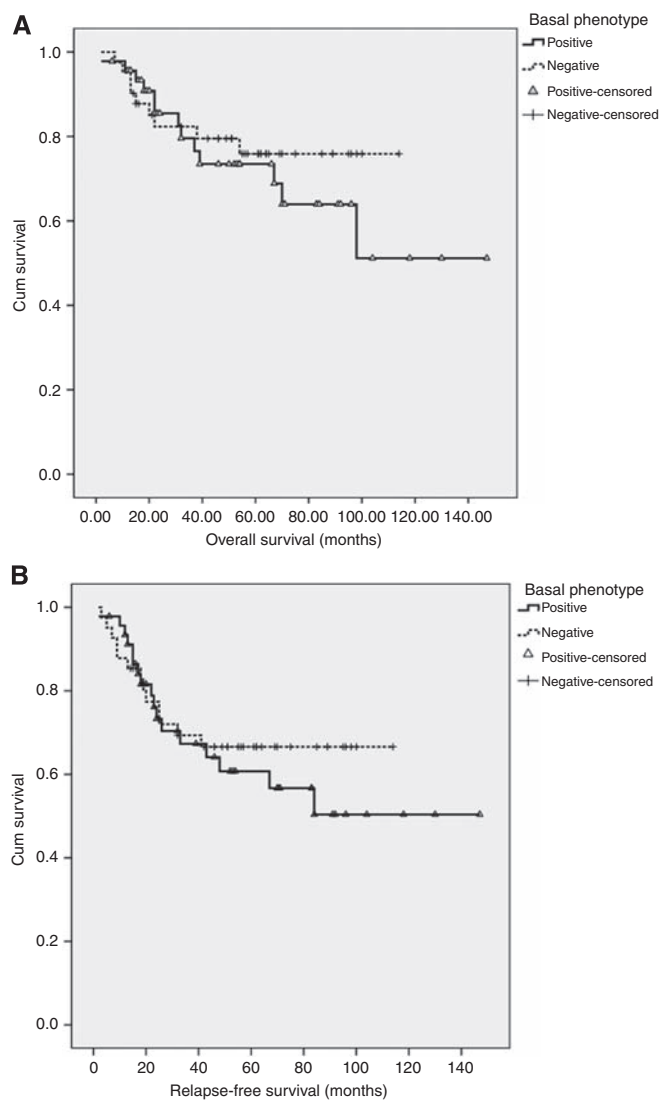 A
Basal phenotype
Positive
Negative
Positive-censored
Negative-censored
1.0
0.8
0.6
0.4
0.2
0.0
Cum survival
0.00 20.00 40.00 60.00 80.00 100.00 120.00 140.00
Overall survival (months)
B
Basal phenotype
Positive
Negative
Positive-censored
Negative-censored
1.0
0.8
0.6
0.4
0.2
0.0
Cum survival
0 20 40 60 80 100 120 140
Relapse-free survival (months)